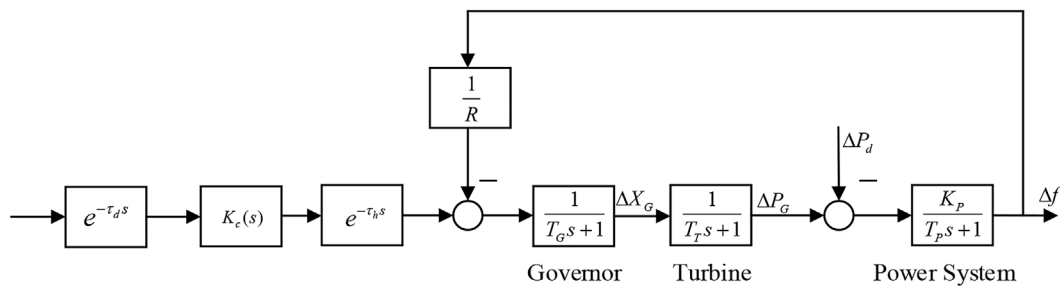 1
R
−
ΔP_d
−
e^{−τ_d s}
K_c(s)
e^{−τ_h s}
1
T_G s + 1
ΔX_G
1
T_T s + 1
ΔP_G
K_P
T_P s + 1
Δf
Governor
Turbine
Power System